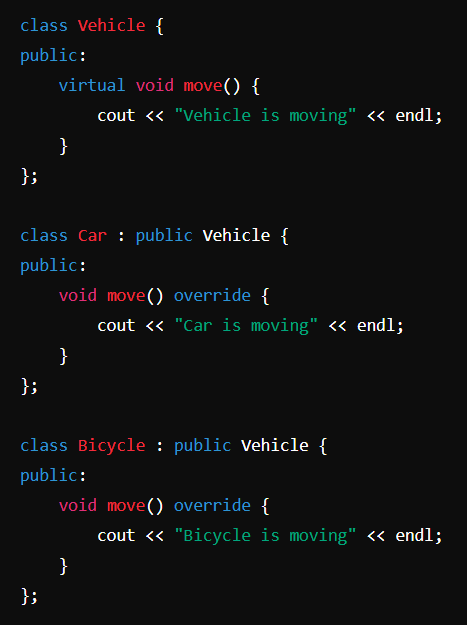 class Vehicle {
public:
    virtual void move() {
        cout << "Vehicle is moving" << endl;
    }
};

class Car : public Vehicle {
public:
    void move() override {
        cout << "Car is moving" << endl;
    }
};

class Bicycle : public Vehicle {
public:
    void move() override {
        cout << "Bicycle is moving" << endl;
    }
};